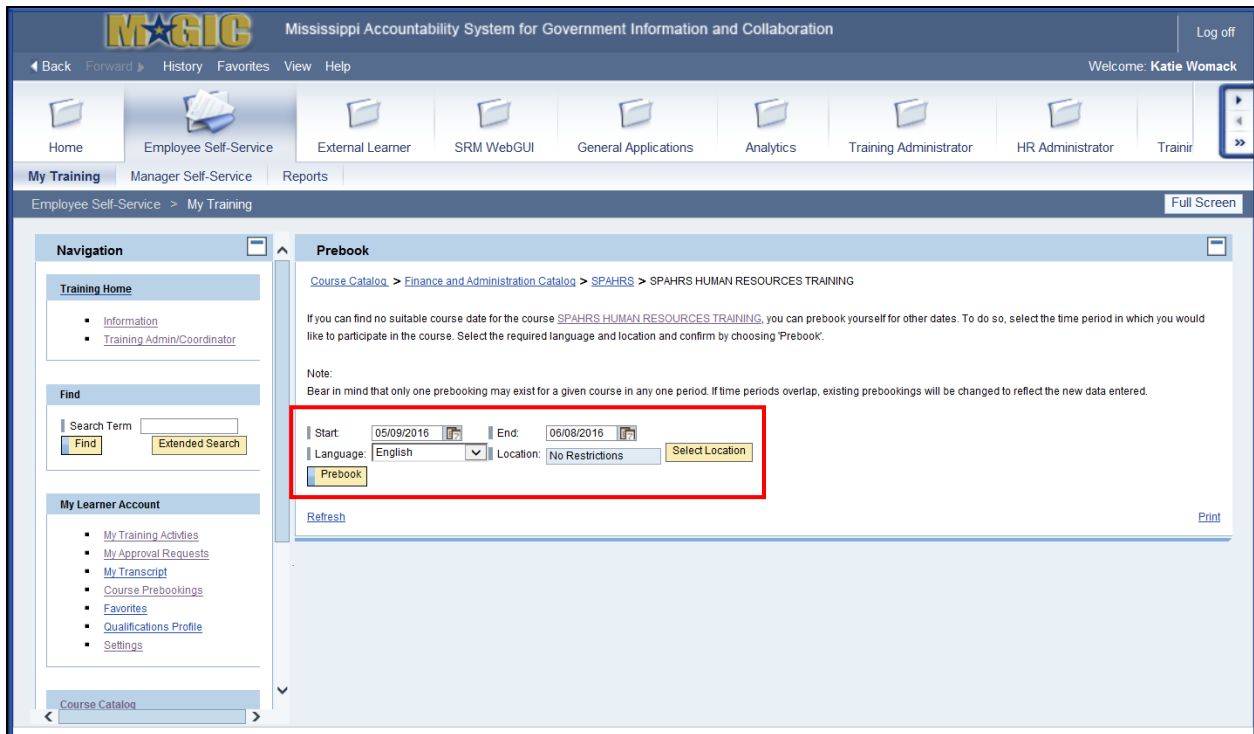 MAGIC
Mississippi Accountability System for Government Information and Collaboration
Log off
Back Forward History Favorites View Help
Welcome: Katie Womack
Home Employee Self-Service External Learner SRM WebGUI General Applications Analytics Training Administrator HR Administrator Trainir
My Training Manager Self-Service Reports
Employee Self-Service > My Training
Full Screen
Navigation
Training Home
Information
Training Admin/Coordinator
Find
Search Term
Find Extended Search
My Learner Account
My Training Activties
My Approval Requests
My Transcript
Course Prebookings
Favorites
Qualifications Profile
Settings
Course Catalog
Prebook
Course Catalog > Finance and Administration Catalog > SPAHRS > SPAHRS HUMAN RESOURCES TRAINING
If you can find no suitable course date for the course SPAHRS HUMAN RESOURCES TRAINING, you can prebook yourself for other dates. To do so, select the time period in which you would
like to participate in the course. Select the required language and location and confirm by choosing 'Prebook'.
Note:
Bear in mind that only one prebooking may exist for a given course in any one period. If time periods overlap, existing prebookings will be changed to reflect the new data entered.
Start: 05/09/2016 End: 06/08/2016
Language: English Location: No Restrictions Select Location
Prebook
Refresh Print